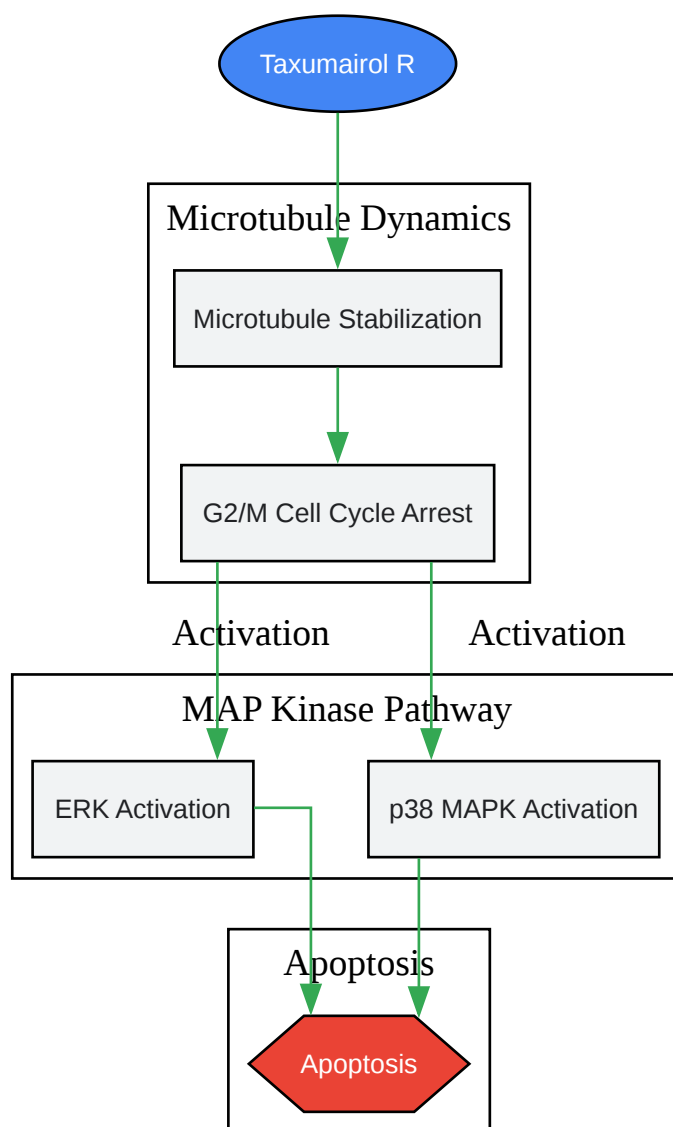 Taxumairol R
Microtubule Dynamics
Microtubule Stabilization
G2/M Cell Cycle Arrest
Activation
Activation
MAP Kinase Pathway
ERK Activation
p38 MAPK Activation
Apoptosis
Apoptosis